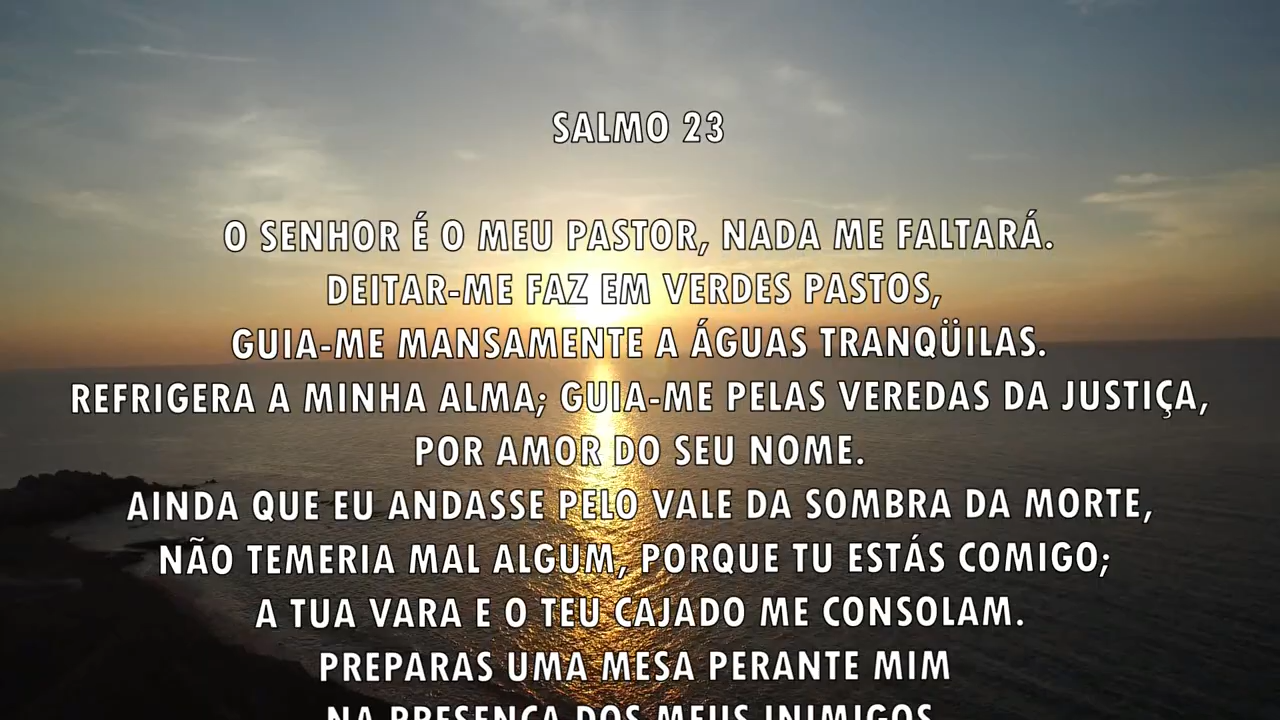 SALMO 23
O SENHOR É O MEU PASTOR, NADA ME FALTARÁ.
DEITAR-ME FAZ EM VERDES PASTOS,
GUIA-ME MANSAMENTE A ÁGUAS TRANQÜILAS.
REFRIGERA A MINHA ALMA; GUIA-ME PELAS VEREDAS DA JUSTIÇA,
POR AMOR DO SEU NOME.
AINDA QUE EU ANDASSE PELO VALE DA SOMBRA DA MORTE,
NÃO TEMERIA MAL ALGUM, PORQUE TU ESTÁS COMIGO;
A TUA VARA E O TEU CAJADO ME CONSOLAM.
PREPARAS UMA MESA PERANTE MIM
NA PRESENÇA DOS MEUS INIMIGOS